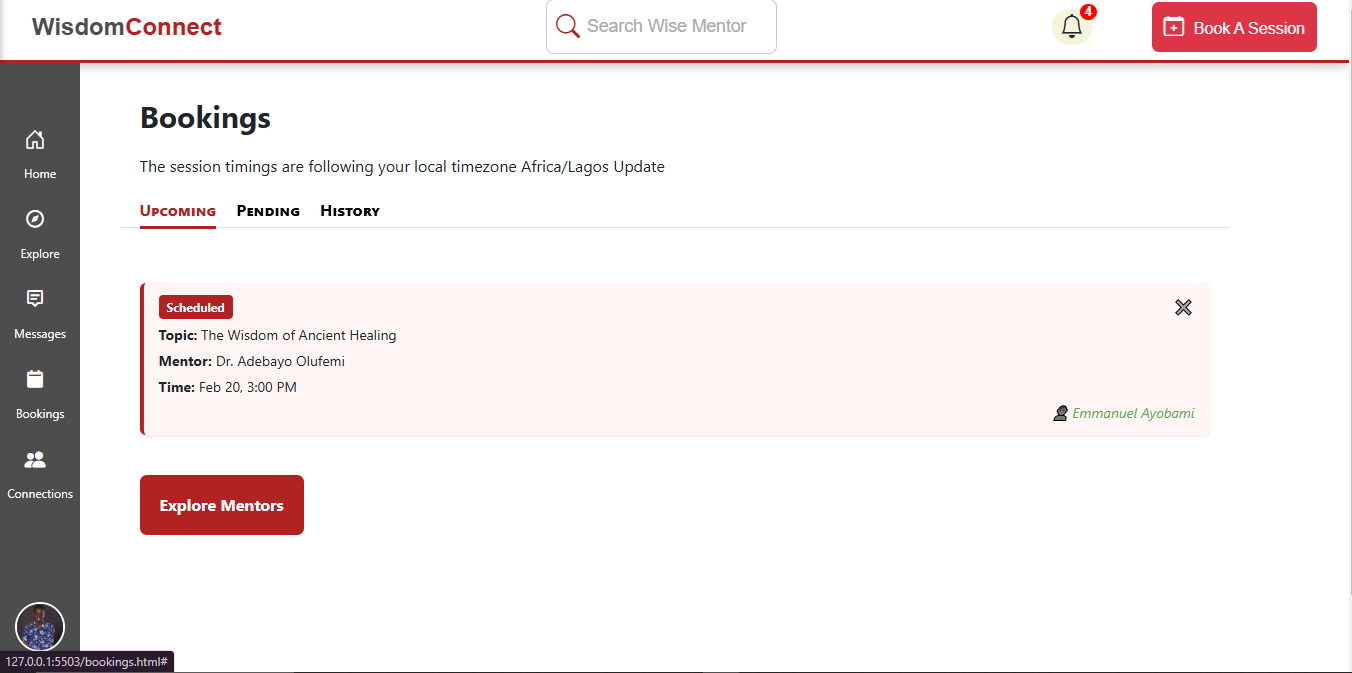 WisdomConnect
Search Wise Mentor
4
Book A Session
Home
Explore
Messages
Bookings
Connections
Bookings
The session timings are following your local timezone Africa/Lagos Update
Upcoming Pending History
Scheduled
Topic: The Wisdom of Ancient Healing
Mentor: Dr. Adebayo Olufemi
Time: Feb 20, 3:00 PM
Emmanuel Ayobami
Explore Mentors
127.0.0.1:5503/bookings.html#